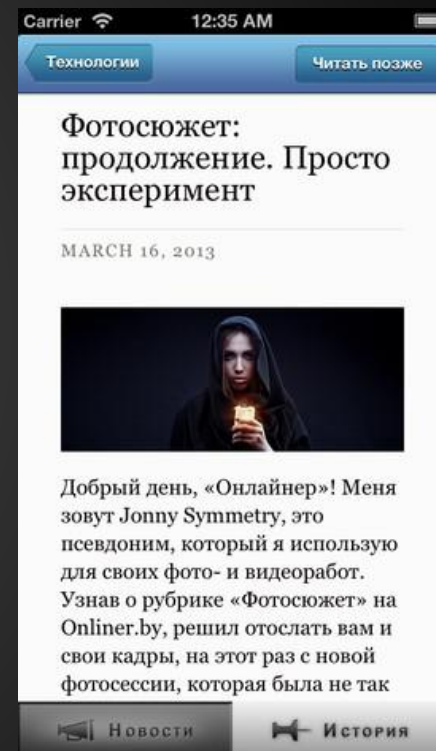 Carrier 12:35 AM
Технологии Читать позже
Фотосюжет:
продолжение. Просто
эксперимент
MARCH 16, 2013
Добрый день, «Онлайнер»! Меня
зовут Jonny Symmetry, это
псевдоним, который я использую
для своих фото- и видеоработ.
Узнав о рубрике «Фотосюжет» на
Onliner.by, решил отослать вам и
свои кадры, на этот раз с новой
фотосессии, которая была не так
Новости История